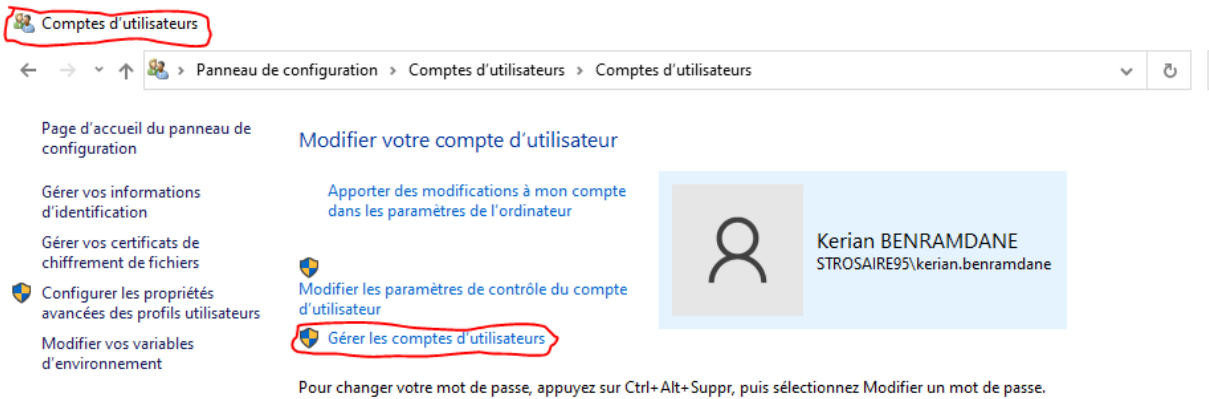 Comptes d'utilisateurs
Panneau de configuration > Comptes d'utilisateurs > Comptes d'utilisateurs
Page d'accueil du panneau de
configuration
Gérer vos informations
d'identification
Gérer vos certificats de
chiffrement de fichiers
Configurer les propriétés
avancées des profils utilisateurs
Modifier vos variables
d'environnement
Modifier votre compte d'utilisateur
Apporter des modifications à mon compte
dans les paramètres de l'ordinateur
Modifier les paramètres de contrôle du compte
d'utilisateur
Gérer les comptes d'utilisateurs
Kerian BENRAMDANE
STROSAIRE95\kerian.benramdane
Pour changer votre mot de passe, appuyez sur Ctrl+Alt+Suppr, puis sélectionnez Modifier un mot de passe.